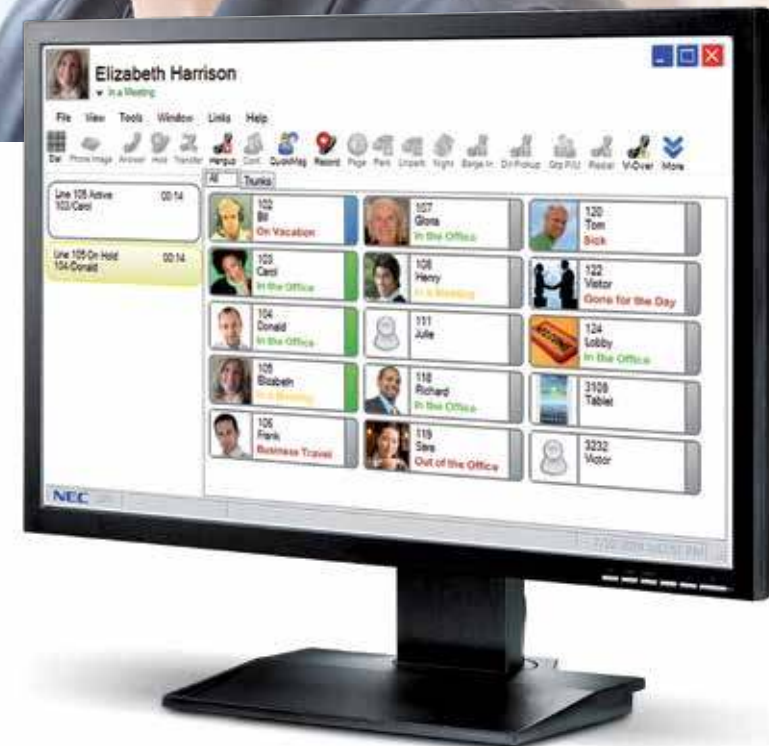 Elizabeth Harrison
In a Meeting
File View Tools Window Links Help
Dial Phone Image Answer Hold Transfer Hangup Conf. QuickMsg Record Page Park Unpark Night Barge In Dir-Pickup Grp P/U Redial V-Over More
All Trunks
Line 105 Active 00:14
103/Carol
Line 105 On Hold 00:14
104-Donald
102
Bill
On Vacation
103
Carol
In the Office
104
Donald
In the Office
105
Elizabeth
In a Meeting
106
Frank
Business Travel
107
Gloria
In the Office
108
Henry
In a Meeting
111
Julie
118
Richard
In the Office
119
Sara
Out of the Office
120
Tom
Sick
122
Gone for the Day
124
Lobby
In the Office
WELCOME
3108
Tablet
3232
Victor
NEC